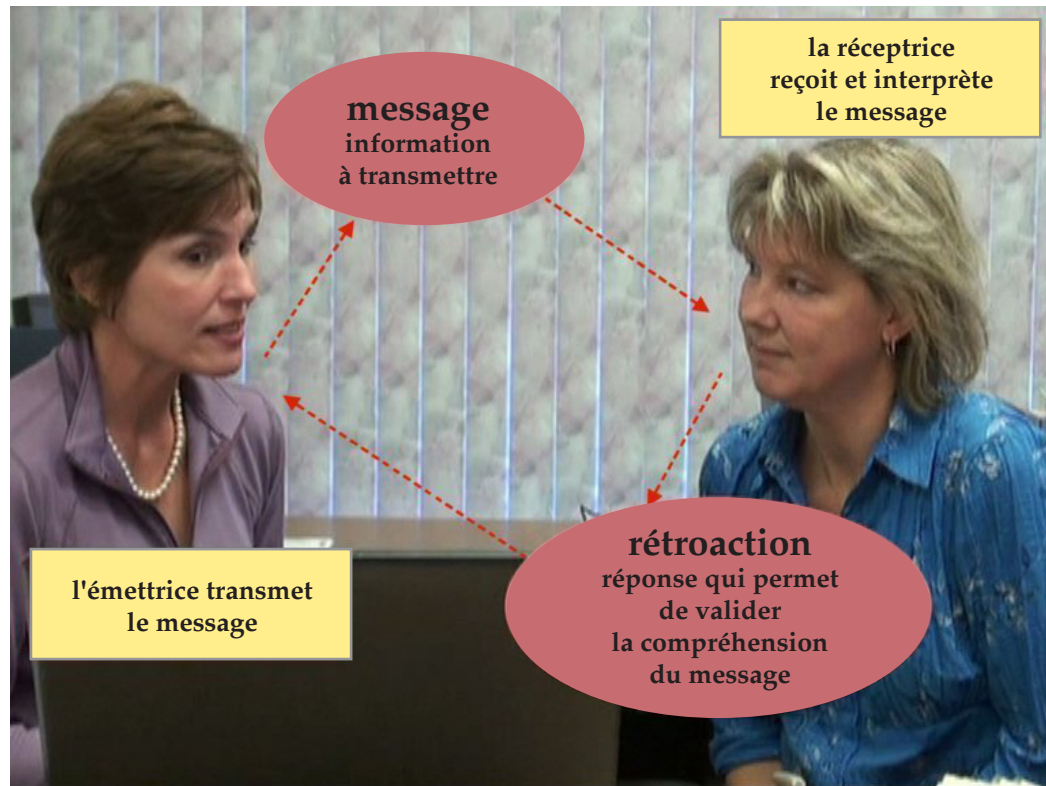 message
information
à transmettre
la réceptrice
reçoit et interprète
le message
l'émettrice transmet
le message
rétroaction
réponse qui permet
de valider
la compréhension
du message